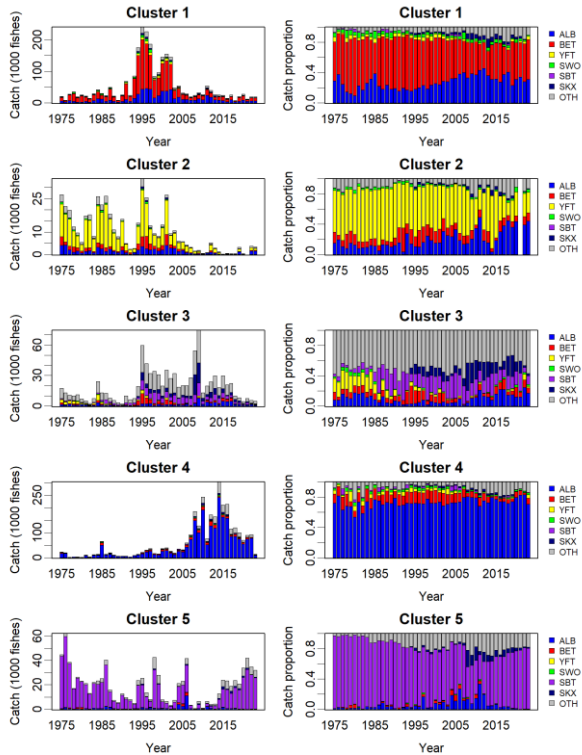 Cluster 1
Catch (1000 fishes)
0 100 200
1975 1985 1995 2005 2015
Year
Cluster 1
Catch proportion
0 0.4 0.8
1975 1985 1995 2005 2015
Year
ALB
BET
YFT
SWO
SBT
SKX
OTH
Cluster 2
Catch (1000 fishes)
0 10 25
1975 1985 1995 2005 2015
Year
Cluster 2
Catch proportion
0.0 0.4 0.8
1975 1985 1995 2005 2015
Year
ALB
BET
YFT
SWO
SBT
SKX
OTH
Cluster 3
Catch (1000 fishes)
0 30 60
1975 1985 1995 2005 2015
Year
Cluster 3
Catch proportion
0.0 0.4 0.8
1975 1985 1995 2005 2015
Year
ALB
BET
YFT
SWO
SBT
SKX
OTH
Cluster 4
Catch (1000 fishes)
0 100 250
1975 1985 1995 2005 2015
Year
Cluster 4
Catch proportion
0.0 0.4 0.8
1975 1985 1995 2005 2015
Year
ALB
BET
YFT
SWO
SBT
SKX
OTH
Cluster 5
Catch (1000 fishes)
0 20 40 60
1975 1985 1995 2005 2015
Year
Cluster 5
Catch proportion
0.0 0.4 0.8
1975 1985 1995 2005 2015
Year
ALB
BET
YFT
SWO
SBT
SKX
OTH